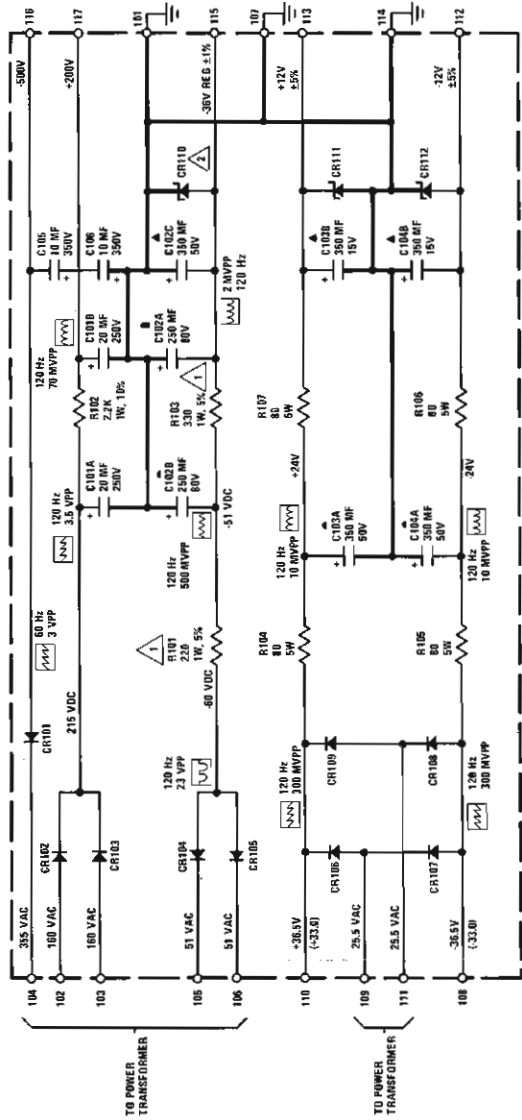 116
117
101
115
107
113
114
112
-500V
+200V
-36V REG ±1%
+12V
±5%
-12V
±5%
C105
10 MF
350V
C106
10 MF
350V
CR110
2
C102C
350 MF
50V
CR111
CR112
C103B
350 MF
15V
C104B
350 MF
15V
120 Hz
70 MVPP
C101B
20 MF
250V
C102A
250 MF
80V
2 MVPP
120 Hz
R102
2.2K
1W, 10%
1
R103
330
1W, 5%
R107
80
5W
R106
80
5W
120 Hz
3.5 VPP
C101A
20 MF
250V
C102B
250 MF
80V
-51 VDC
120 Hz
500 MVPP
+24V
-24V
120 Hz
10 MVPP
C103A
350 MF
C104A
350 MF
50V
120 Hz
10 MVPP
60 Hz
3 VPP
CR101
215 VDC
1
R101
220
1W, 5%
-60 VDC
120 Hz
23 VPP
R104
80
5W
R105
80
5W
CR102
CR103
CR104
CR105
120 Hz
300 MVPP
CR109
CR108
120 Hz
300 MVPP
CR106
CR107
355 VAC
160 VAC
160 VAC
51 VAC
51 VAC
+36.5V
(+33.0)
25.5 VAC
25.5 VAC
-36.5V
(-33.0)
104
102
103
105
106
110
109
111
108
TO POWER
TRANSFORMER
TO POWER
TRANSFORMER